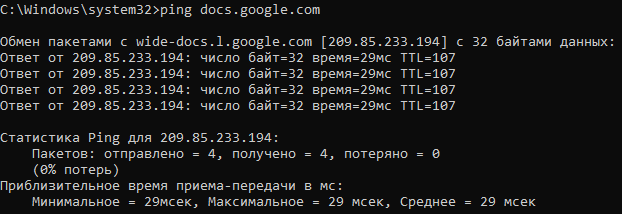 C:\Windows\system32>ping docs.google.com
Обмен пакетами с wide-docs.l.google.com [209.85.233.194] с 32 байтами данных:
Ответ от 209.85.233.194: число байт=32 время=29мс TTL=107
Ответ от 209.85.233.194: число байт=32 время=29мс TTL=107
Ответ от 209.85.233.194: число байт=32 время=29мс TTL=107
Ответ от 209.85.233.194: число байт=32 время=29мс TTL=107
Статистика Ping для 209.85.233.194:
Пакетов: отправлено = 4, получено = 4, потеряно = 0
(0% потерь)
Приблизительное время приема-передачи в мс:
Минимальное = 29мсек, Максимальное = 29 мсек, Среднее = 29 мсек